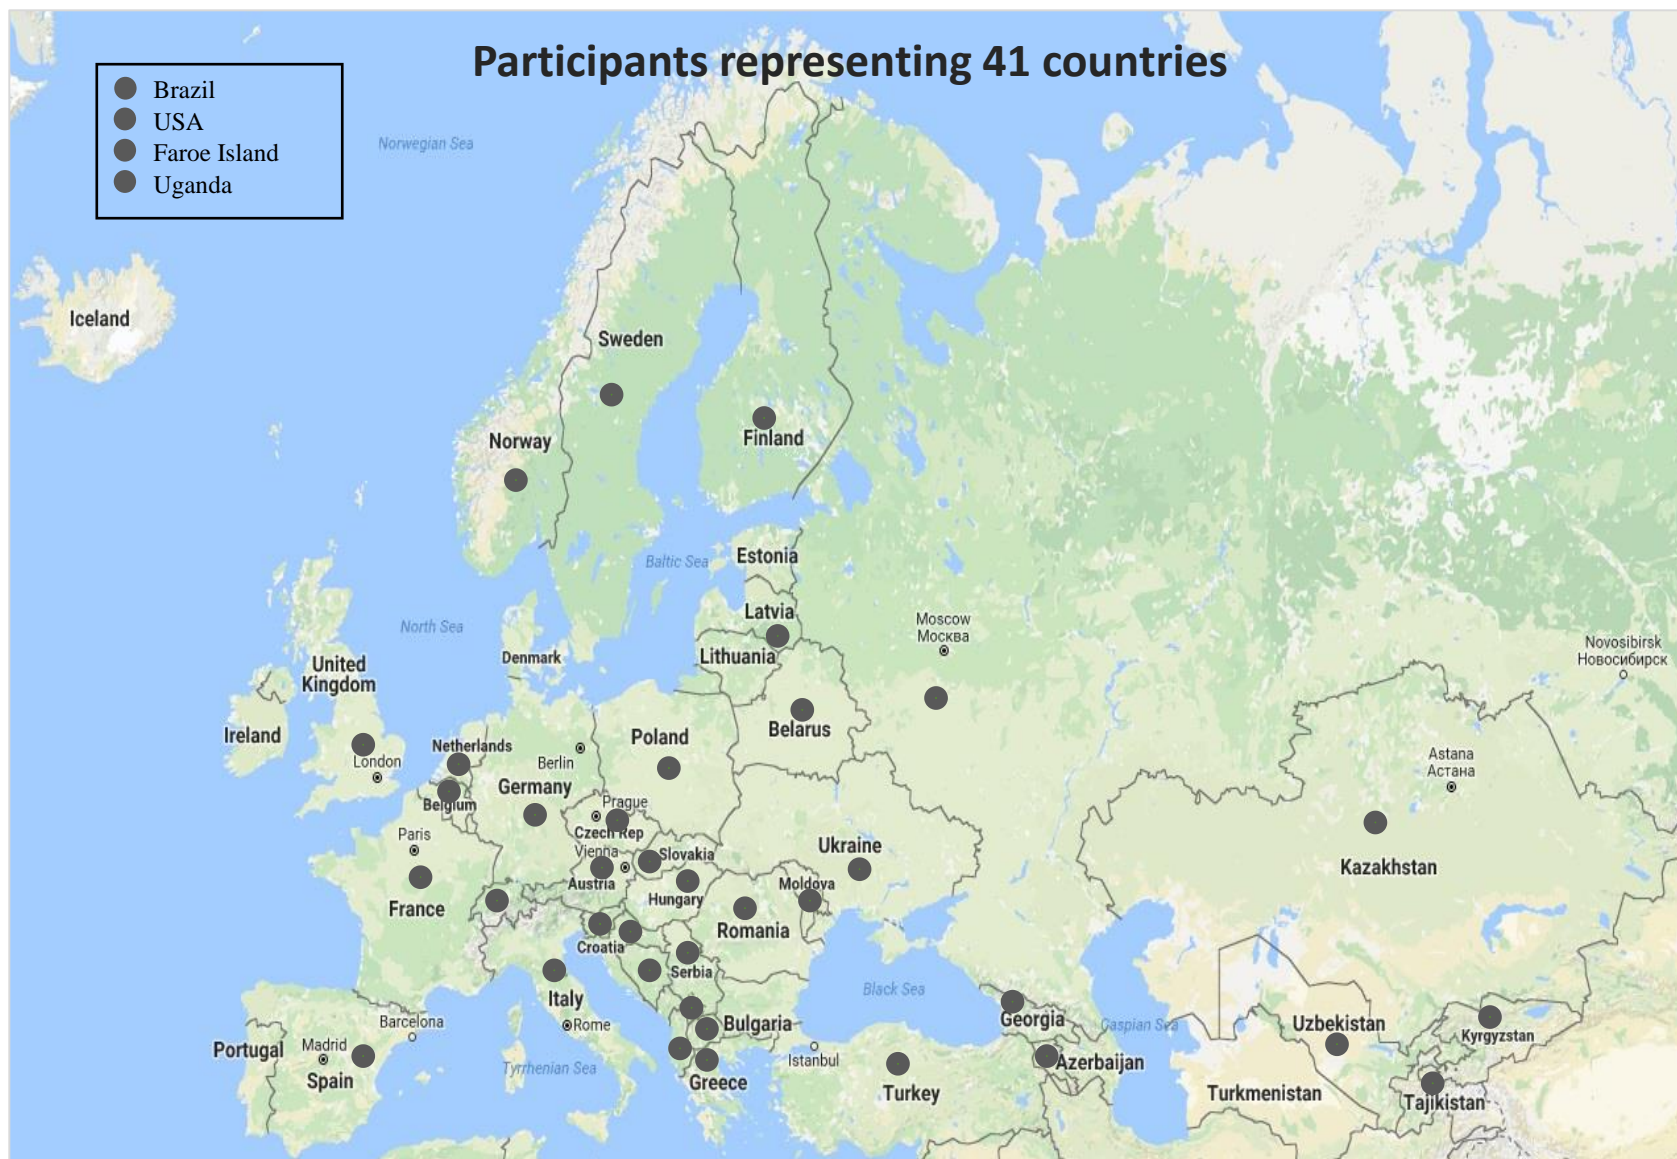 Participants representing 41 countries
Brazil
USA
Faroe Island
Uganda
Norwegian Sea
Iceland
Sweden
Norway
Finland
Baltic Sea
Estonia
Latvia
Lithuania
North Sea
Denmark
Moscow
Москва
Novosibirsk
Новосибирск
United
Kingdom
Ireland
London
Netherlands
Belgium
Berlin
Germany
Poland
Belarus
Astana
Астана
Kazakhstan
Prague
Czech Rep
Paris
France
Vienna
Austria
Slovakia
Hungary
Ukraine
Moldova
Romania
Croatia
Serbia
Italy
Rome
Bulgaria
Black Sea
Georgia
Caspian Sea
Azerbaijan
Uzbekistan
Kyrgyzstan
Turkmenistan
Tajikistan
Barcelona
Madrid
Portugal
Spain
Tyrrhenian Sea
Greece
Istanbul
Turkey